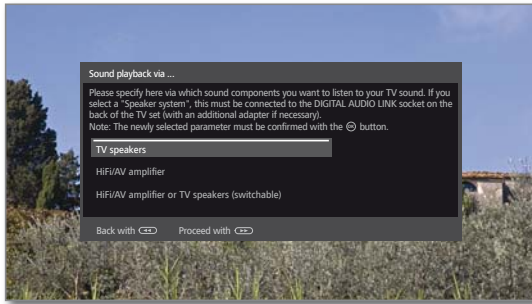 Sound playback via ...
Please specify here via which sound components you want to listen to your TV sound. If you
select a "Speaker system", this must be connected to the DIGITAL AUDIO LINK socket on the
back of the TV set (with an additional adapter if necessary).
Note: The newly selected parameter must be confirmed with the OK button.
TV speakers
HiFi/AV amplifier
HiFi/AV amplifier or TV speakers (switchable)
Back with ◄◄ Proceed with ►►